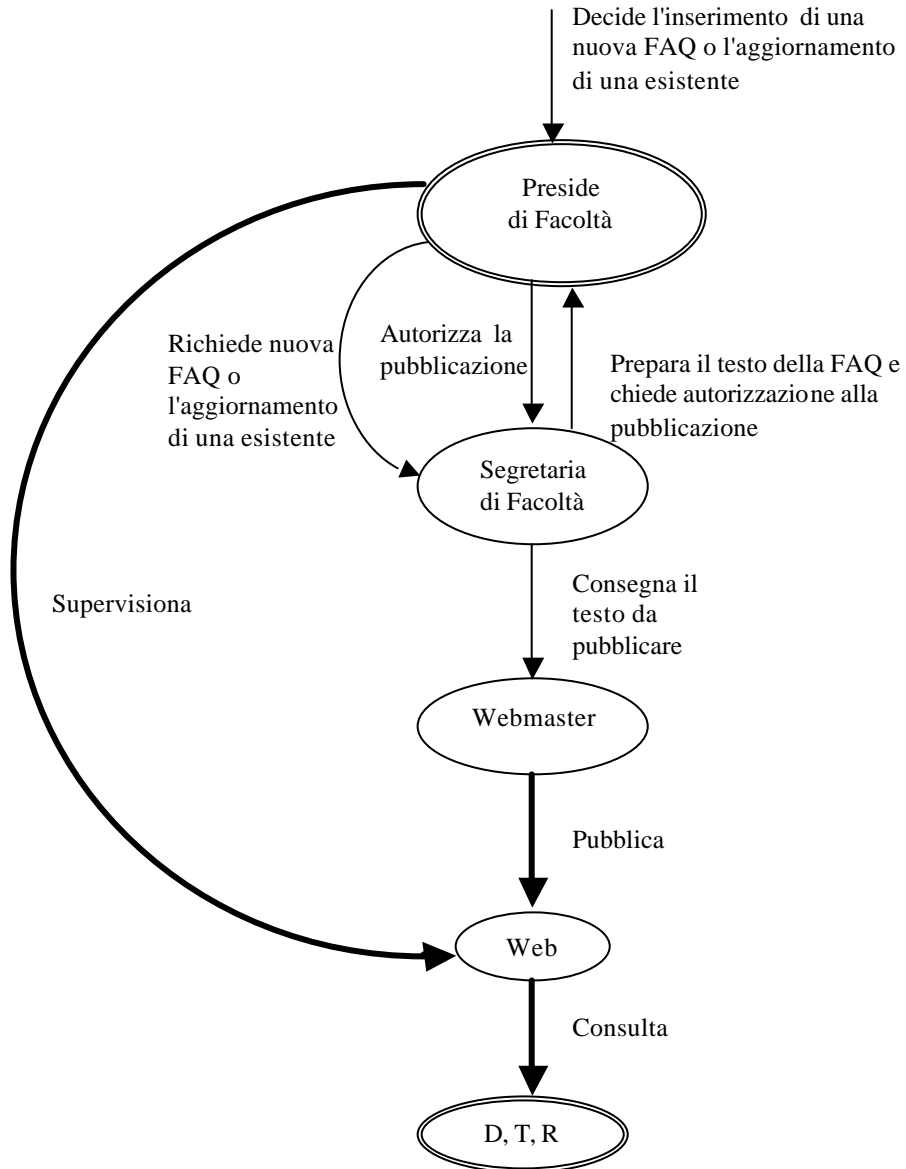 Decide l'inserimento di una
nuova FAQ o l'aggiornamento
di una esistente
Preside
di Facoltà
Richiede nuova
FAQ o
l'aggiornamento
di una esistente
Autorizza la
pubblicazione
Prepara il testo della FAQ e
chiede autorizzazione alla
pubblicazione
Segretaria
di Facoltà
Consegna il
testo da
pubblicare
Supervisiona
Webmaster
Pubblica
Web
Consulta
D, T, R